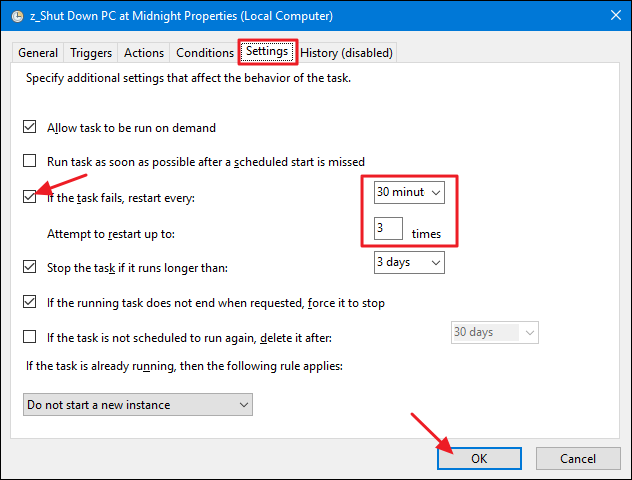 z_Shut Down PC at Midnight Properties (Local Computer)
General Triggers Actions Conditions Settings History (disabled)
Specify additional settings that affect the behavior of the task.
Allow task to be run on demand
Run task as soon as possible after a scheduled start is missed
If the task fails, restart every: 30 minut
Attempt to restart up to: 3 times
Stop the task if it runs longer than: 3 days
If the running task does not end when requested, force it to stop
If the task is not scheduled to run again, delete it after: 30 days
If the task is already running, then the following rule applies:
Do not start a new instance
OK Cancel